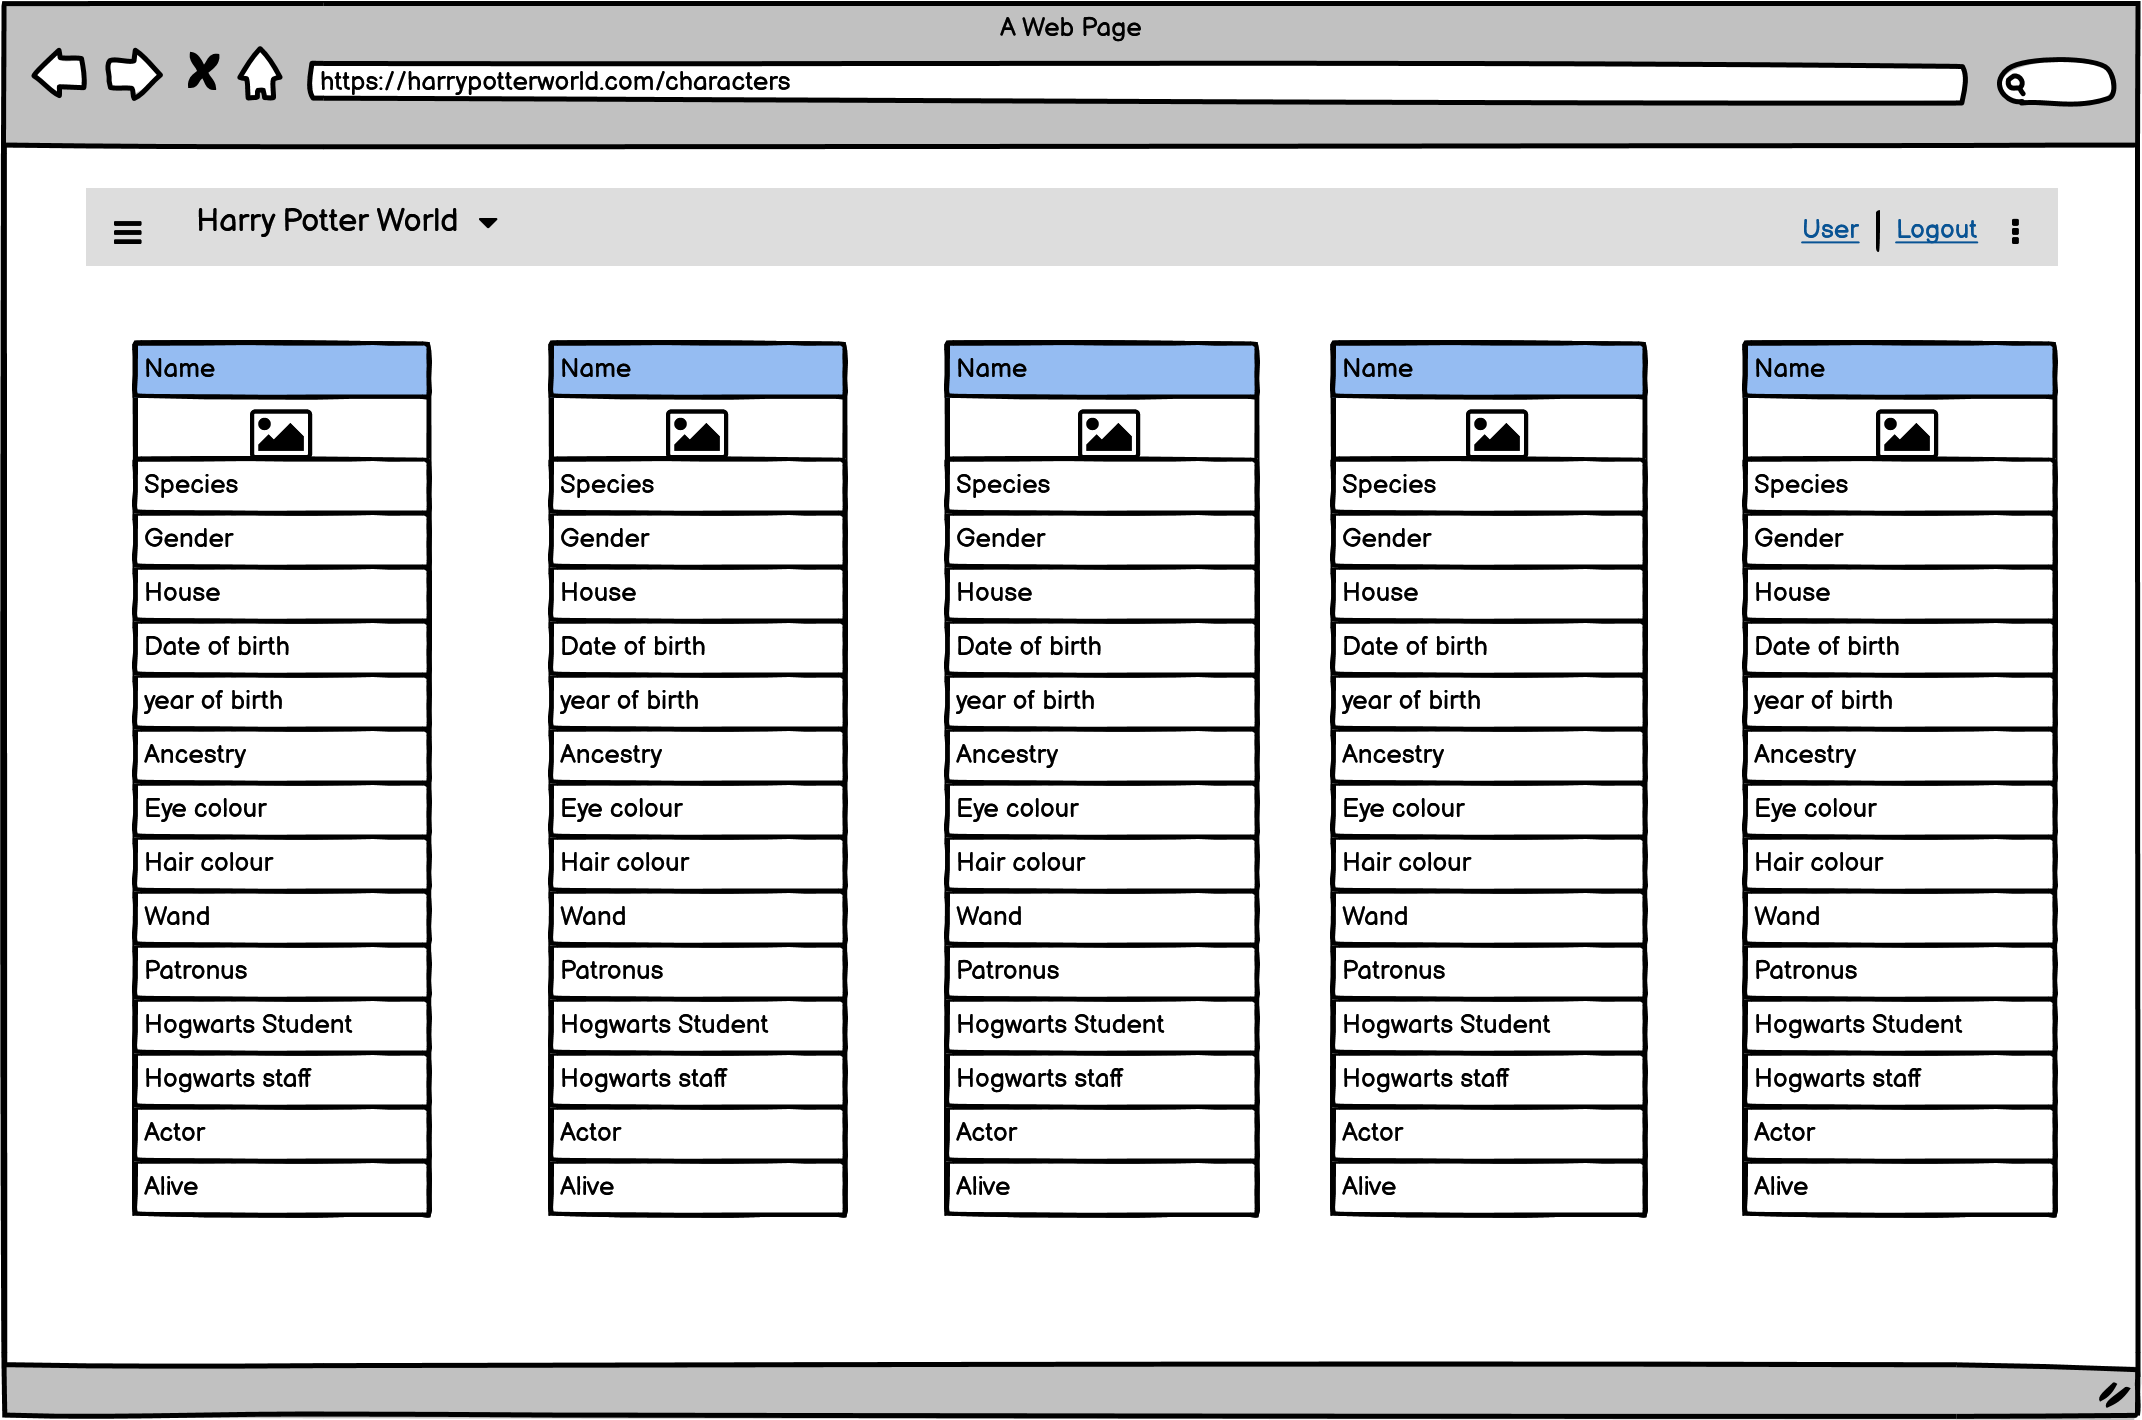 A Web Page
https://harrypotterworld.com/characters
Harry Potter World
User | Logout
Name Name Name Name Name
Species Species Species Species Species
Gender Gender Gender Gender Gender
House House House House House
Date of birth Date of birth Date of birth Date of birth Date of birth
year of birth year of birth year of birth year of birth year of birth
Ancestry Ancestry Ancestry Ancestry Ancestry
Eye colour Eye colour Eye colour Eye colour Eye colour
Hair colour Hair colour Hair colour Hair colour Hair colour
Wand Wand Wand Wand Wand
Patronus Patronus Patronus Patronus Patronus
Hogwarts Student Hogwarts Student Hogwarts Student Hogwarts Student Hogwarts Student
Hogwarts staff Hogwarts staff Hogwarts staff Hogwarts staff Hogwarts staff
Actor Actor Actor Actor Actor
Alive Alive Alive Alive Alive